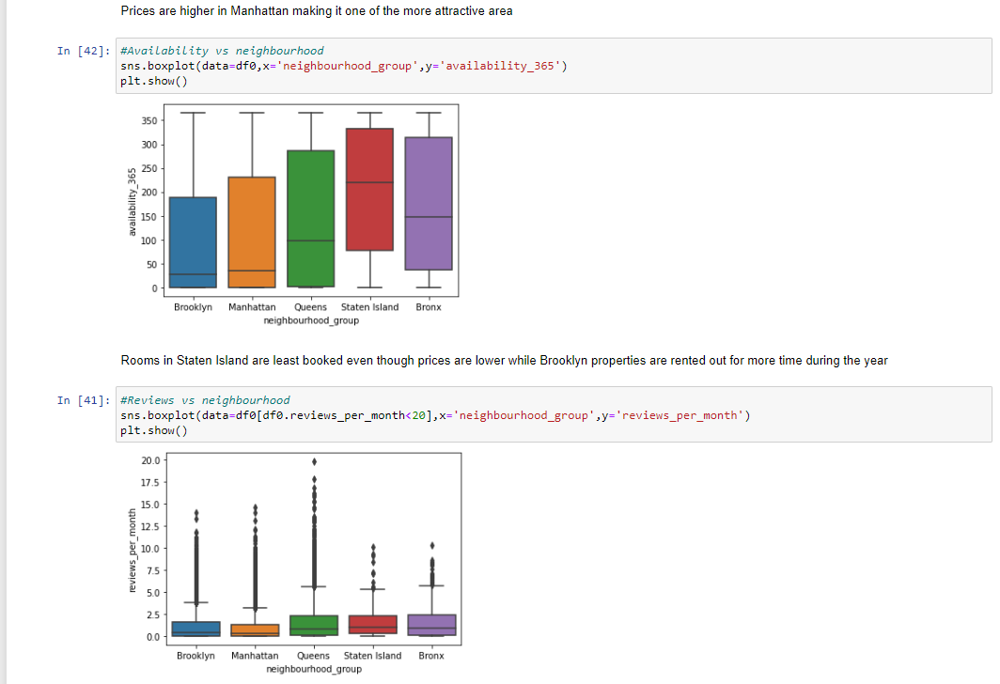 Prices are higher in Manhattan making it one of the more attractive area
In [42]: #Availability vs neighbourhood
sns.boxplot(data=df0,x='neighbourhood_group',y='availability_365')
plt.show()
350
300
250
200
150
100
50
0
availability_365
Brooklyn Manhattan Queens Staten Island Bronx
neighbourhood_group
Rooms in Staten Island are least booked even though prices are lower while Brooklyn properties are rented out for more time during the year
In [41]: #Reviews vs neighbourhood
sns.boxplot(data=df0[df0.reviews_per_month<20],x='neighbourhood_group',y='reviews_per_month')
plt.show()
20.0
17.5
15.0
12.5
10.0
7.5
5.0
2.5
0.0
reviews_per_month
Brooklyn Manhattan Queens Staten Island Bronx
neighbourhood_group